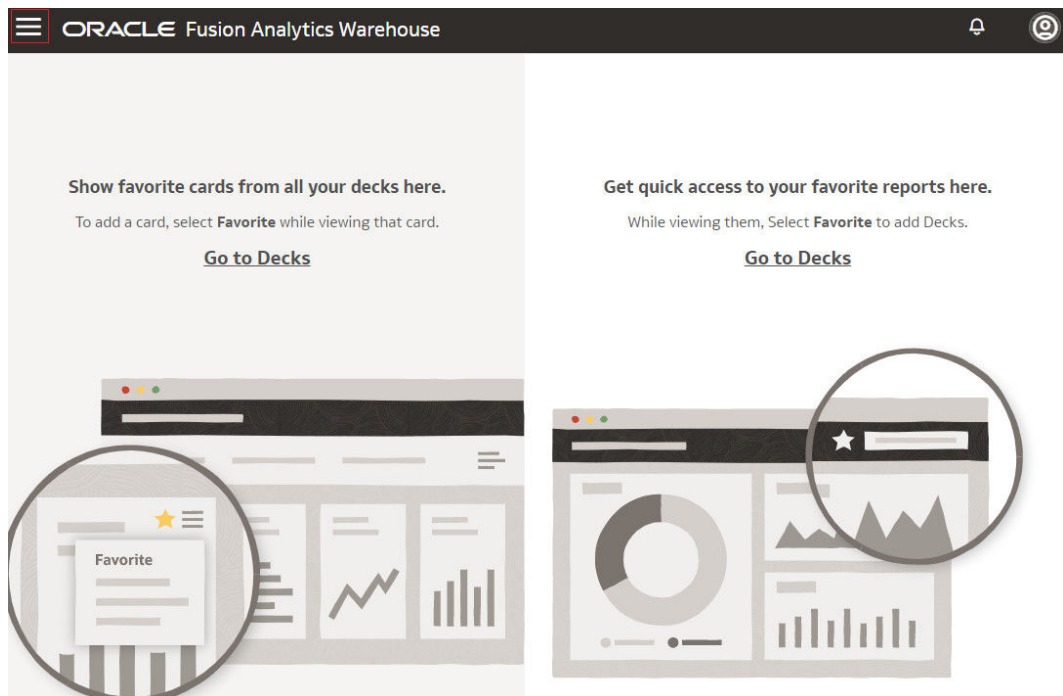 ORACLE Fusion Analytics Warehouse
Show favorite cards from all your decks here.
To add a card, select Favorite while viewing that card.
Go to Decks
Get quick access to your favorite reports here.
While viewing them, Select Favorite to add Decks.
Go to Decks
Favorite